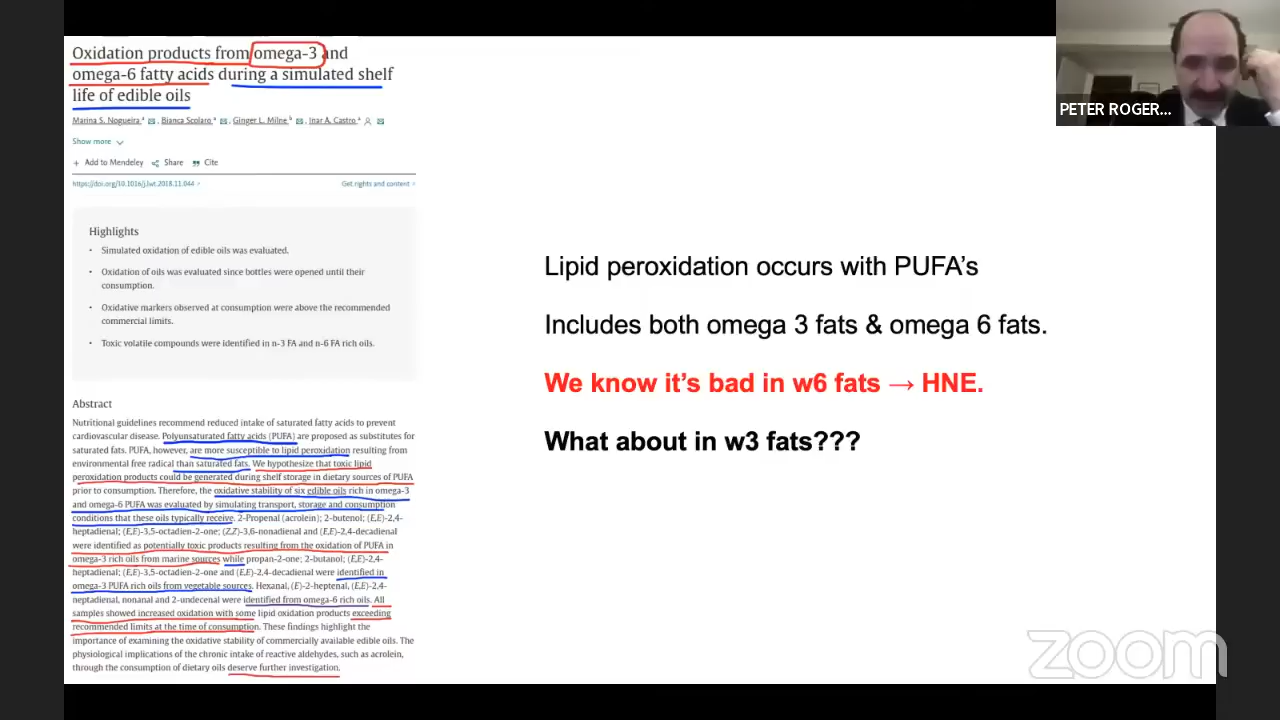 Oxidation products from omega-3 and
omega-6 fatty acids during a simulated shelf
life of edible oils
Marina S. Nogueira a, Bianca Scolaro a, Ginger L. Milne b, Inar A. Castro a
Show more
+ Add to Mendeley Share Cite
https://doi.org/10.1016/j.lwt.2018.11.044
Get rights and content
Highlights
• Simulated oxidation of edible oils was evaluated.
• Oxidation of oils was evaluated since bottles were opened until their
consumption.
• Oxidative markers observed at consumption were above the recommended
commercial limits.
• Toxic volatile compounds were identified in n-3 FA and n-6 FA rich oils.
Abstract
Nutritional guidelines recommend reduced intake of saturated fatty acids to prevent
cardiovascular disease. Polyunsaturated fatty acids (PUFA) are proposed as substitutes for
saturated fats. PUFA, however, are more susceptible to lipid peroxidation resulting from
environmental free radical than saturated fats. We hypothesize that toxic lipid
peroxidation products could be generated during shelf storage in dietary sources of PUFA
prior to consumption. Therefore, the oxidative stability of six edible oils rich in omega-3
and omega-6 PUFA was evaluated by simulating transport, storage and consumption
conditions that these oils typically receive. 2-Propenal (acrolein); 2-butenol; (E,E)-2,4-
heptadienal; (E,E)-3,5-octadien-2-one; (Z,Z)-3,6-nonadienal and (E,E)-2,4-decadienal
were identified as potentially toxic products resulting from the oxidation of PUFA in
omega-3 rich oils from marine sources while propan-2-one; 2-butanol; (E,E)-2,4-
heptadienal; (E,E)-3,5-octadien-2-one and (E,E)-2,4-decadienal were identified in
omega-3 PUFA rich oils from vegetable sources. Hexanal, (E)-2-heptenal, (E,E)-2,4-
neptadienal, nonanal and 2-undecenal were identified from omega-6 rich oils. All
samples showed increased oxidation with some lipid oxidation products exceeding
recommended limits at the time of consumption. These findings highlight the
importance of examining the oxidative stability of commercially available edible oils. The
physiological implications of the chronic intake of reactive aldehydes, such as acrolein,
through the consumption of dietary oils deserve further investigation.
Lipid peroxidation occurs with PUFA's
Includes both omega 3 fats & omega 6 fats.
We know it's bad in w6 fats → HNE.
What about in w3 fats???
PETER ROGER...
zoom